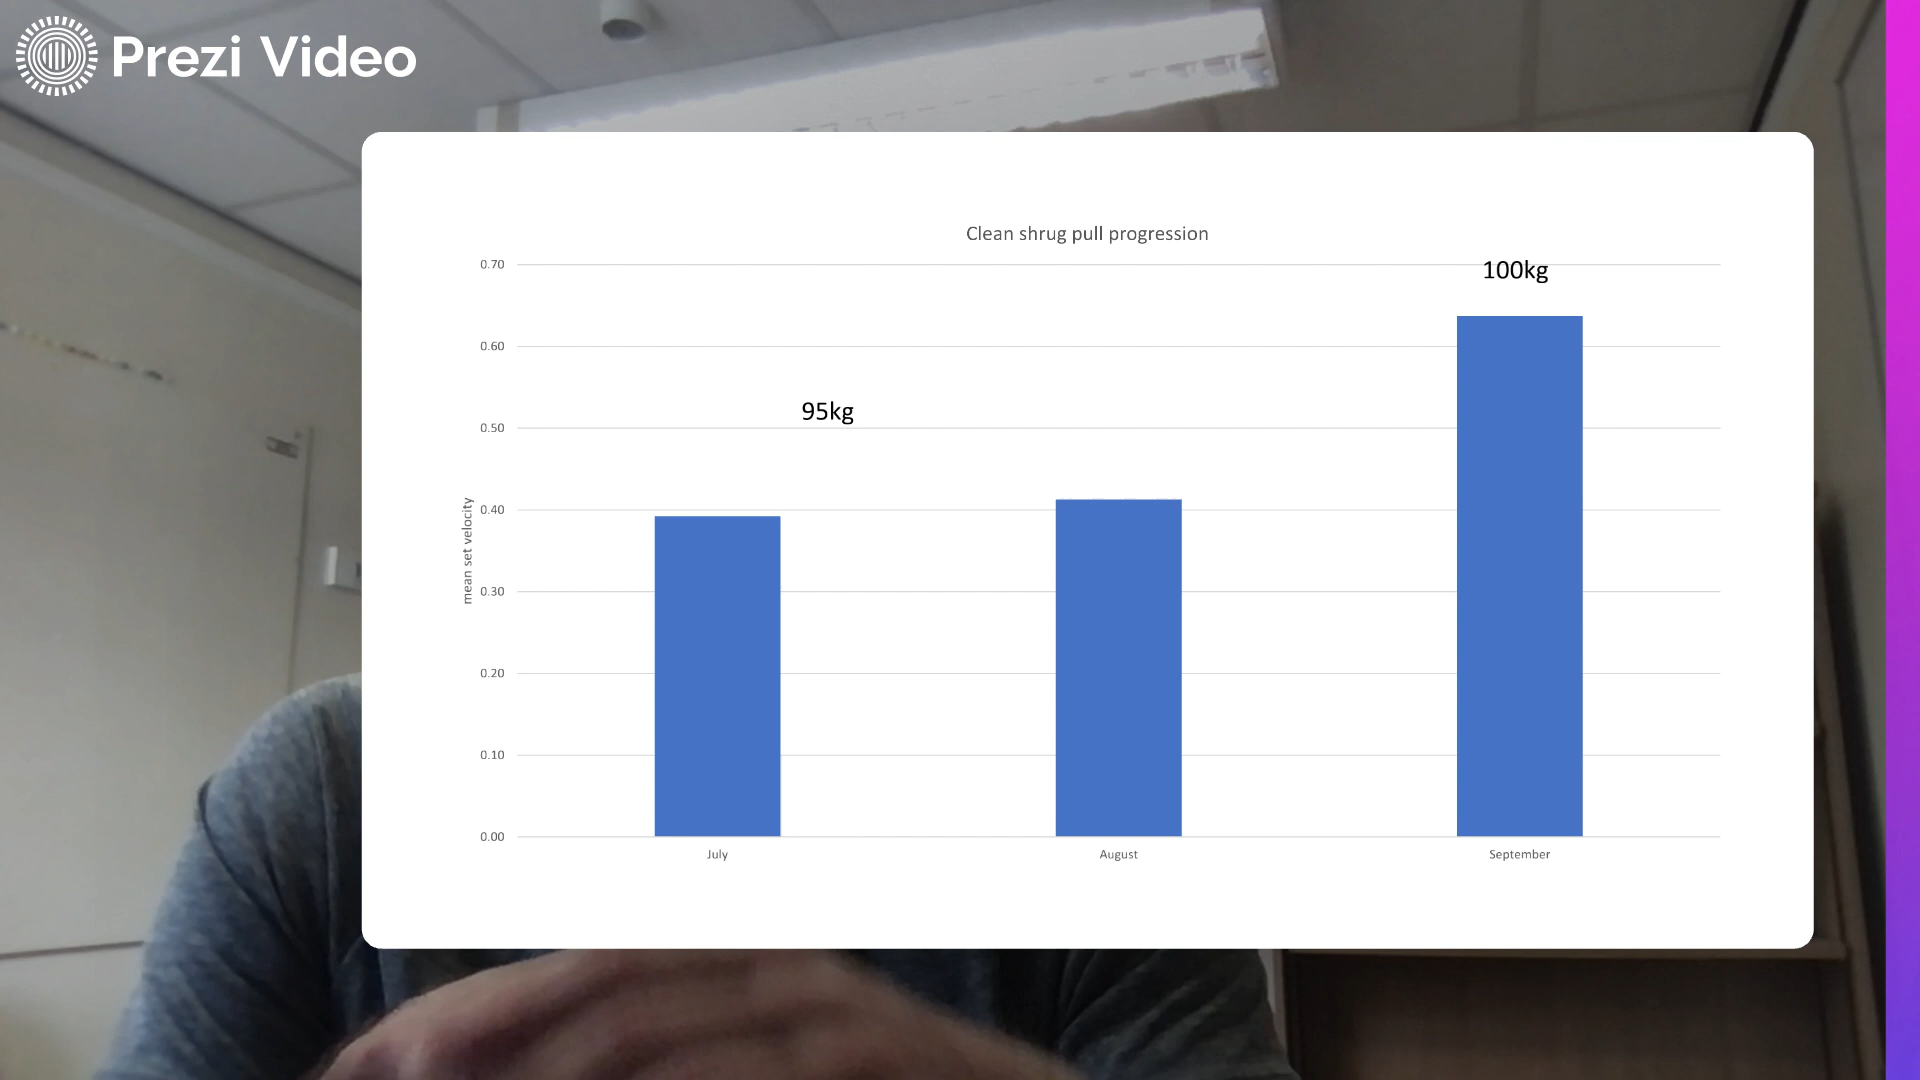 Prezi Video
Clean shrug pull progression
0.70
100kg
0.60
95kg
0.50
mean set velocity
0.40
0.30
0.20
0.10
0.00
July August September